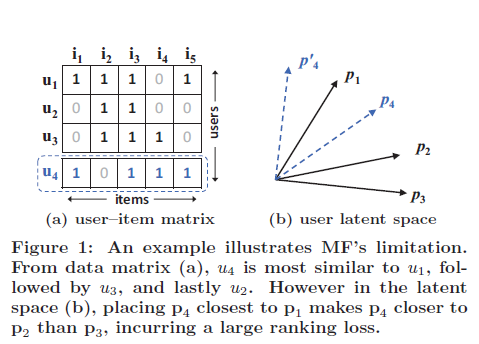 i1 i2 i3 i4 i5
u1 1 1 1 0 1
u2 0 1 1 0 0
u3 0 1 1 1 0
u4 1 0 1 1 1
users
items
(a) user–item matrix
p'4
p1
p4
p2
p3
(b) user latent space
Figure 1: An example illustrates MF's limitation.
From data matrix (a), u4 is most similar to u1, fol-
lowed by u3, and lastly u2. However in the latent
space (b), placing p4 closest to p1 makes p4 closer to
p2 than p3, incurring a large ranking loss.